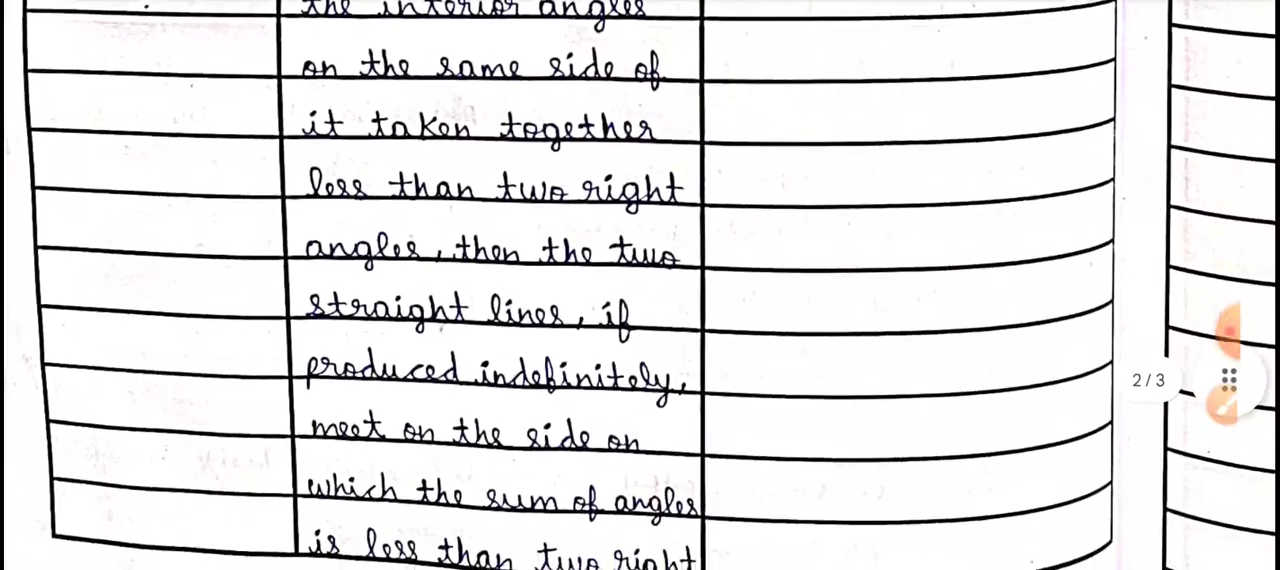 the interior angles
on the same side of
it taken together
less than two right
angles, then the two
straight lines, if
produced indefinitely,
meet on the side on
which the sum of angles
is less than two right
2/3